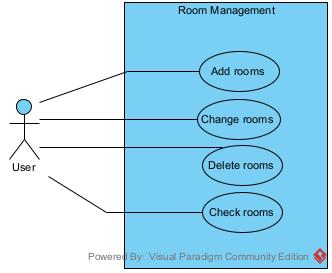 Room Management
Add rooms
Change rooms
Delete rooms
User
Check rooms
Powered By: Visual Paradigm Community Edition